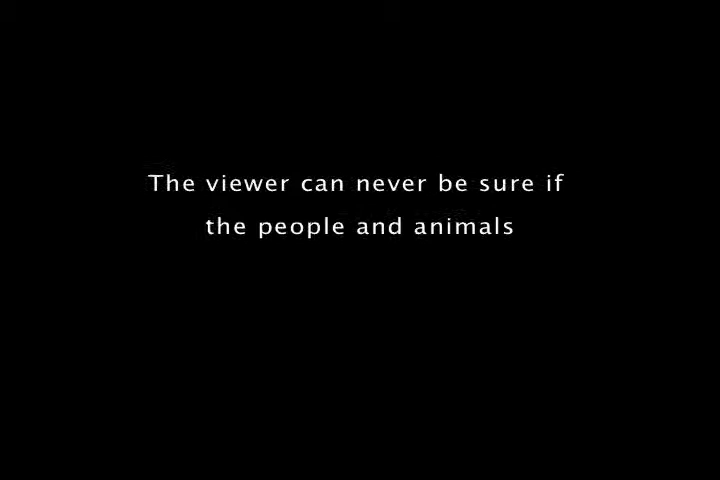 The viewer can never be sure if
the people and animals